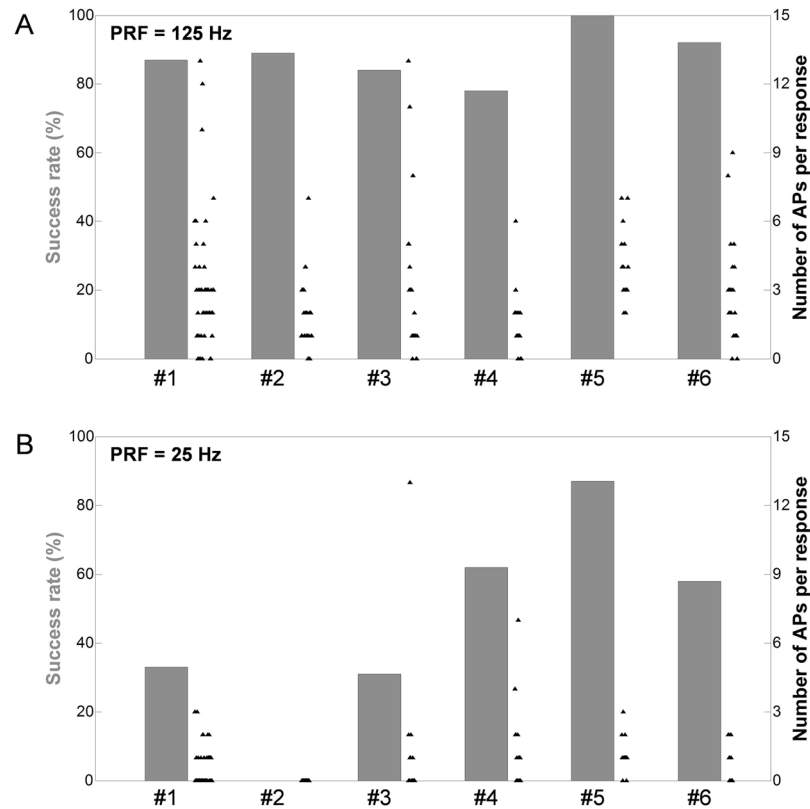 A
PRF = 125 Hz
Success rate (%)
100
80
60
40
20
0
15
12
9
6
3
0
Number of APs per response
#1 #2 #3 #4 #5 #6
B
PRF = 25 Hz
Success rate (%)
100
80
60
40
20
0
15
12
9
6
3
0
Number of APs per response
#1 #2 #3 #4 #5 #6